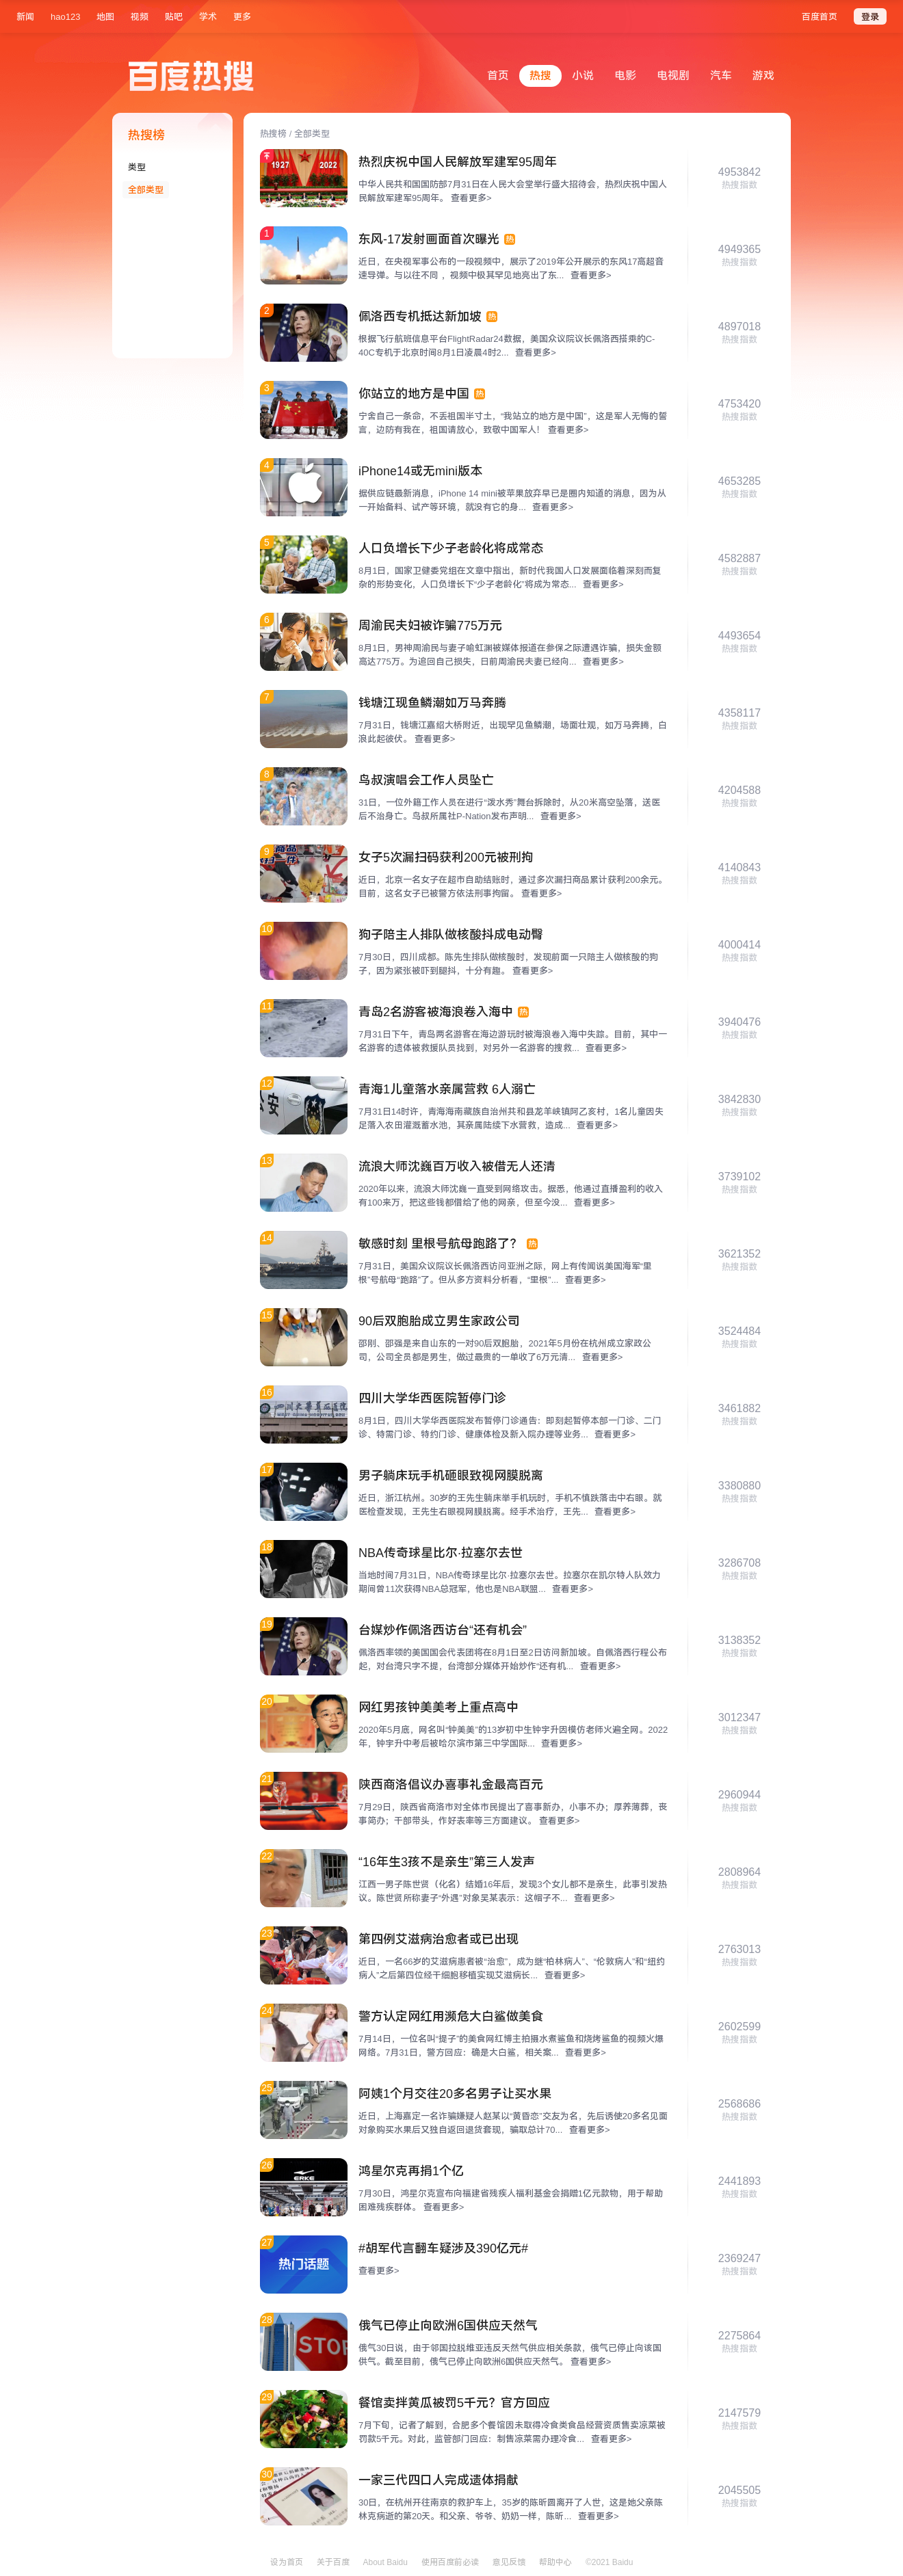 新闻 hao123 地图 视频 贴吧 学术 更多 百度首页 登录
百度热搜
首页 热搜 小说 电影 电视剧 汽车 游戏
热搜榜
类型
全部类型
热搜榜 / 全部类型
1927 2022
热烈庆祝中国人民解放军建军95周年
中华人民共和国国防部7月31日在人民大会堂举行盛大招待会，热烈庆祝中国人
民解放军建军95周年。 查看更多>
4953842
热搜指数
1
东风-17发射画面首次曝光 热
近日，在央视军事公布的一段视频中，展示了2019年公开展示的东风17高超音
速导弹。与以往不同 ，视频中极其罕见地亮出了东... 查看更多>
4949365
热搜指数
2
佩洛西专机抵达新加坡 热
根据飞行航班信息平台FlightRadar24数据，美国众议院议长佩洛西搭乘的C-
40C专机于北京时间8月1日凌晨4时2... 查看更多>
4897018
热搜指数
3
你站立的地方是中国 热
宁舍自己一条命，不丢祖国半寸土，“我站立的地方是中国”，这是军人无悔的誓
言，边防有我在，祖国请放心，致敬中国军人！ 查看更多>
4753420
热搜指数
4
iPhone14或无mini版本
据供应链最新消息，iPhone 14 mini被苹果放弃早已是圈内知道的消息，因为从
一开始备料、试产等环境，就没有它的身... 查看更多>
4653285
热搜指数
5
人口负增长下少子老龄化将成常态
8月1日，国家卫健委党组在文章中指出，新时代我国人口发展面临着深刻而复
杂的形势变化，人口负增长下“少子老龄化”将成为常态... 查看更多>
4582887
热搜指数
6
周渝民夫妇被诈骗775万元
8月1日，男神周渝民与妻子喻虹渊被媒体报道在参保之际遭遇诈骗，损失金额
高达775万。为追回自己损失，日前周渝民夫妻已经向... 查看更多>
4493654
热搜指数
7
钱塘江现鱼鳞潮如万马奔腾
7月31日，钱塘江嘉绍大桥附近，出现罕见鱼鳞潮，场面壮观，如万马奔腾，白
浪此起彼伏。 查看更多>
4358117
热搜指数
8
鸟叔演唱会工作人员坠亡
31日，一位外籍工作人员在进行“泼水秀”舞台拆除时，从20米高空坠落，送医
后不治身亡。鸟叔所属社P-Nation发布声明... 查看更多>
4204588
热搜指数
9
女子5次漏扫码获利200元被刑拘
近日，北京一名女子在超市自助结账时，通过多次漏扫商品累计获利200余元。
目前，这名女子已被警方依法刑事拘留。 查看更多>
4140843
热搜指数
10
狗子陪主人排队做核酸抖成电动臀
7月30日，四川成都。陈先生排队做核酸时，发现前面一只陪主人做核酸的狗
子，因为紧张被吓到腿抖，十分有趣。 查看更多>
4000414
热搜指数
11
青岛2名游客被海浪卷入海中 热
7月31日下午，青岛两名游客在海边游玩时被海浪卷入海中失踪。目前，其中一
名游客的遗体被救援队员找到，对另外一名游客的搜救... 查看更多>
3940476
热搜指数
12
青海1儿童落水亲属营救 6人溺亡
7月31日14时许，青海海南藏族自治州共和县龙羊峡镇阿乙亥村，1名儿童因失
足落入农田灌溉蓄水池，其亲属陆续下水营救，造成... 查看更多>
3842830
热搜指数
13
流浪大师沈巍百万收入被借无人还清
2020年以来，流浪大师沈巍一直受到网络攻击。据悉，他通过直播盈利的收入
有100来万，把这些钱都借给了他的网亲，但至今没... 查看更多>
3739102
热搜指数
14
敏感时刻 里根号航母跑路了？ 热
7月31日，美国众议院议长佩洛西访问亚洲之际，网上有传闻说美国海军“里
根”号航母“跑路”了。但从多方资料分析看，“里根”... 查看更多>
3621352
热搜指数
15
90后双胞胎成立男生家政公司
邵刚、邵强是来自山东的一对90后双胞胎，2021年5月份在杭州成立家政公
司，公司全员都是男生，做过最贵的一单收了6万元清... 查看更多>
3524484
热搜指数
16
四川大学华西医院暂停门诊
8月1日，四川大学华西医院发布暂停门诊通告：即刻起暂停本部一门诊、二门
诊、特需门诊、特约门诊、健康体检及新入院办理等业务... 查看更多>
3461882
热搜指数
17
男子躺床玩手机砸眼致视网膜脱离
近日，浙江杭州。30岁的王先生躺床举手机玩时，手机不慎跌落击中右眼。就
医检查发现，王先生右眼视网膜脱离。经手术治疗，王先... 查看更多>
3380880
热搜指数
18
NBA传奇球星比尔·拉塞尔去世
当地时间7月31日，NBA传奇球星比尔·拉塞尔去世。拉塞尔在凯尔特人队效力
期间曾11次获得NBA总冠军，他也是NBA联盟... 查看更多>
3286708
热搜指数
19
台媒炒作佩洛西访台“还有机会”
佩洛西率领的美国国会代表团将在8月1日至2日访问新加坡。自佩洛西行程公布
起，对台湾只字不提，台湾部分媒体开始炒作“还有机... 查看更多>
3138352
热搜指数
20
网红男孩钟美美考上重点高中
2020年5月底，网名叫“钟美美”的13岁初中生钟宇升因模仿老师火遍全网。2022
年，钟宇升中考后被哈尔滨市第三中学国际... 查看更多>
3012347
热搜指数
21
陕西商洛倡议办喜事礼金最高百元
7月29日，陕西省商洛市对全体市民提出了喜事新办，小事不办；厚养薄葬，丧
事简办；干部带头，作好表率等三方面建议。 查看更多>
2960944
热搜指数
22
“16年生3孩不是亲生”第三人发声
江西一男子陈世贤（化名）结婚16年后，发现3个女儿都不是亲生，此事引发热
议。陈世贤所称妻子“外遇”对象吴某表示：这帽子不... 查看更多>
2808964
热搜指数
23
第四例艾滋病治愈者或已出现
近日，一名66岁的艾滋病患者被“治愈”，成为继“柏林病人”、“伦敦病人”和“纽约
病人”之后第四位经干细胞移植实现艾滋病长... 查看更多>
2763013
热搜指数
24
警方认定网红用濒危大白鲨做美食
7月14日，一位名叫“提子”的美食网红博主拍摄水煮鲨鱼和烧烤鲨鱼的视频火爆
网络。7月31日，警方回应：确是大白鲨，相关案... 查看更多>
2602599
热搜指数
25
阿姨1个月交往20多名男子让买水果
近日，上海嘉定一名诈骗嫌疑人赵某以“黄昏恋”交友为名，先后诱使20多名见面
对象购买水果后又独自返回退货套现，骗取总计70... 查看更多>
2568686
热搜指数
26
ERKE
鸿星尔克再捐1个亿
7月30日，鸿星尔克宣布向福建省残疾人福利基金会捐赠1亿元款物，用于帮助
困难残疾群体。 查看更多>
2441893
热搜指数
27
热门话题
#胡军代言翻车疑涉及390亿元#
查看更多>
2369247
热搜指数
28
STOP
俄气已停止向欧洲6国供应天然气
俄气30日说，由于邻国拉脱维亚违反天然气供应相关条款，俄气已停止向该国
供气。截至目前，俄气已停止向欧洲6国供应天然气。 查看更多>
2275864
热搜指数
29
餐馆卖拌黄瓜被罚5千元？官方回应
7月下旬，记者了解到，合肥多个餐馆因未取得冷食类食品经营资质售卖凉菜被
罚款5千元。对此，监管部门回应：制售凉菜需办理冷食... 查看更多>
2147579
热搜指数
30
一家三代四口人完成遗体捐献
30日，在杭州开往南京的救护车上，35岁的陈昕圆离开了人世，这是她父亲陈
林克病逝的第20天。和父亲、爷爷、奶奶一样，陈昕... 查看更多>
2045505
热搜指数
设为首页 关于百度 About Baidu 使用百度前必读 意见反馈 帮助中心 ©2021 Baidu